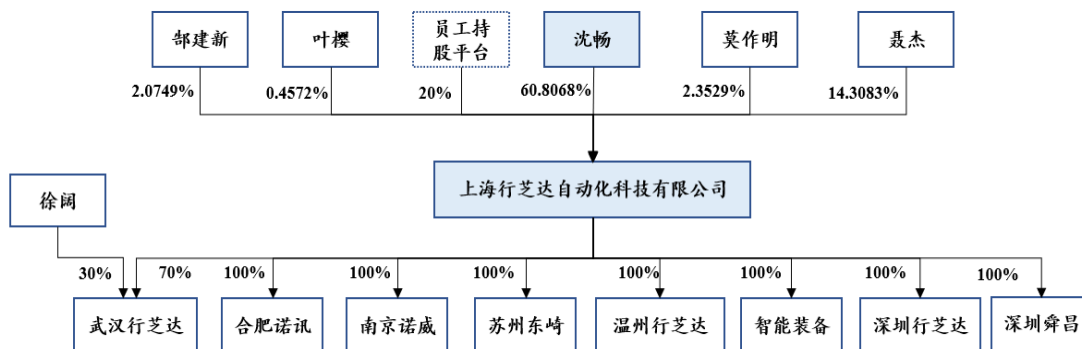 郜建新
叶樱
员工持
股平台
沈畅
莫作明
聂杰
2.0749%
0.4572%
20%
60.8068%
2.3529%
14.3083%
上海行芝达自动化科技有限公司
徐阔
30%
70%
100%
100%
100%
100%
100%
100%
100%
武汉行芝达
合肥诺讯
南京诺威
苏州东崎
温州行芝达
智能装备
深圳行芝达
深圳舜昌